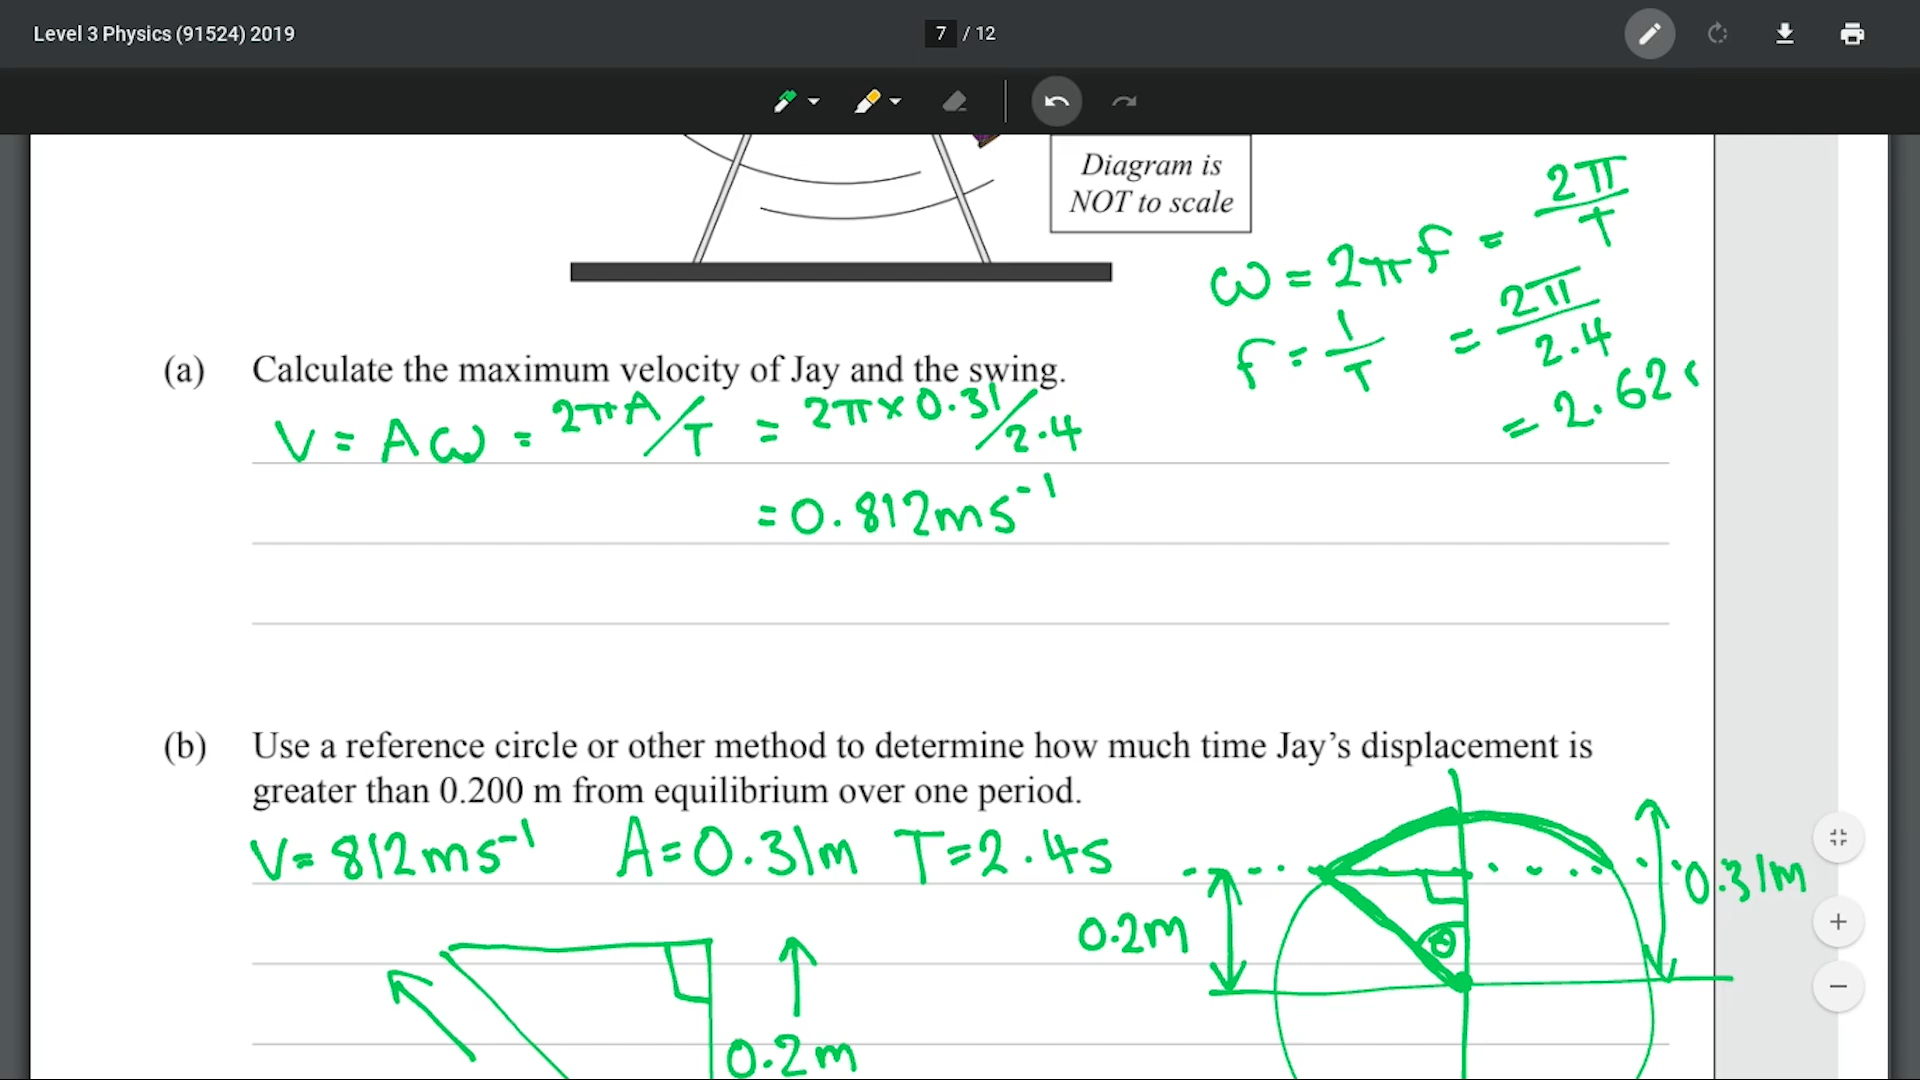 Level 3 Physics (91524) 2019
7 / 12
Diagram is
NOT to scale
ω = 2πf = 2π/T
f = 1/T = 2π/2.4
= 2.62
(a) Calculate the maximum velocity of Jay and the swing.
V = Aω = 2πA/T = 2π×0.31/2.4
= 0.812ms⁻¹
(b) Use a reference circle or other method to determine how much time Jay’s displacement is
greater than 0.200 m from equilibrium over one period.
V= 812ms⁻¹ A=0.31m T=2.4s
0.31m
0.2m
θ
0.2m